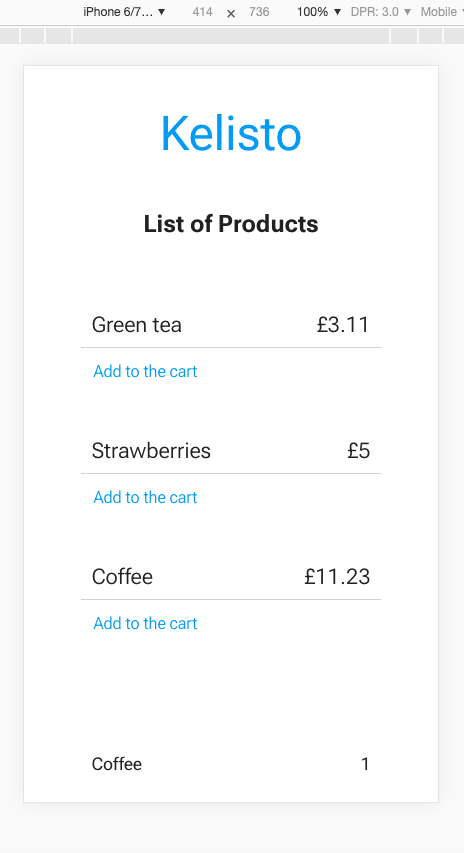 iPhone 6/7... ▼ 414 × 736 100% ▼ DPR: 3.0 ▼ Mobile
Kelisto
List of Products
Green tea £3.11
Add to the cart
Strawberries £5
Add to the cart
Coffee £11.23
Add to the cart
Coffee 1